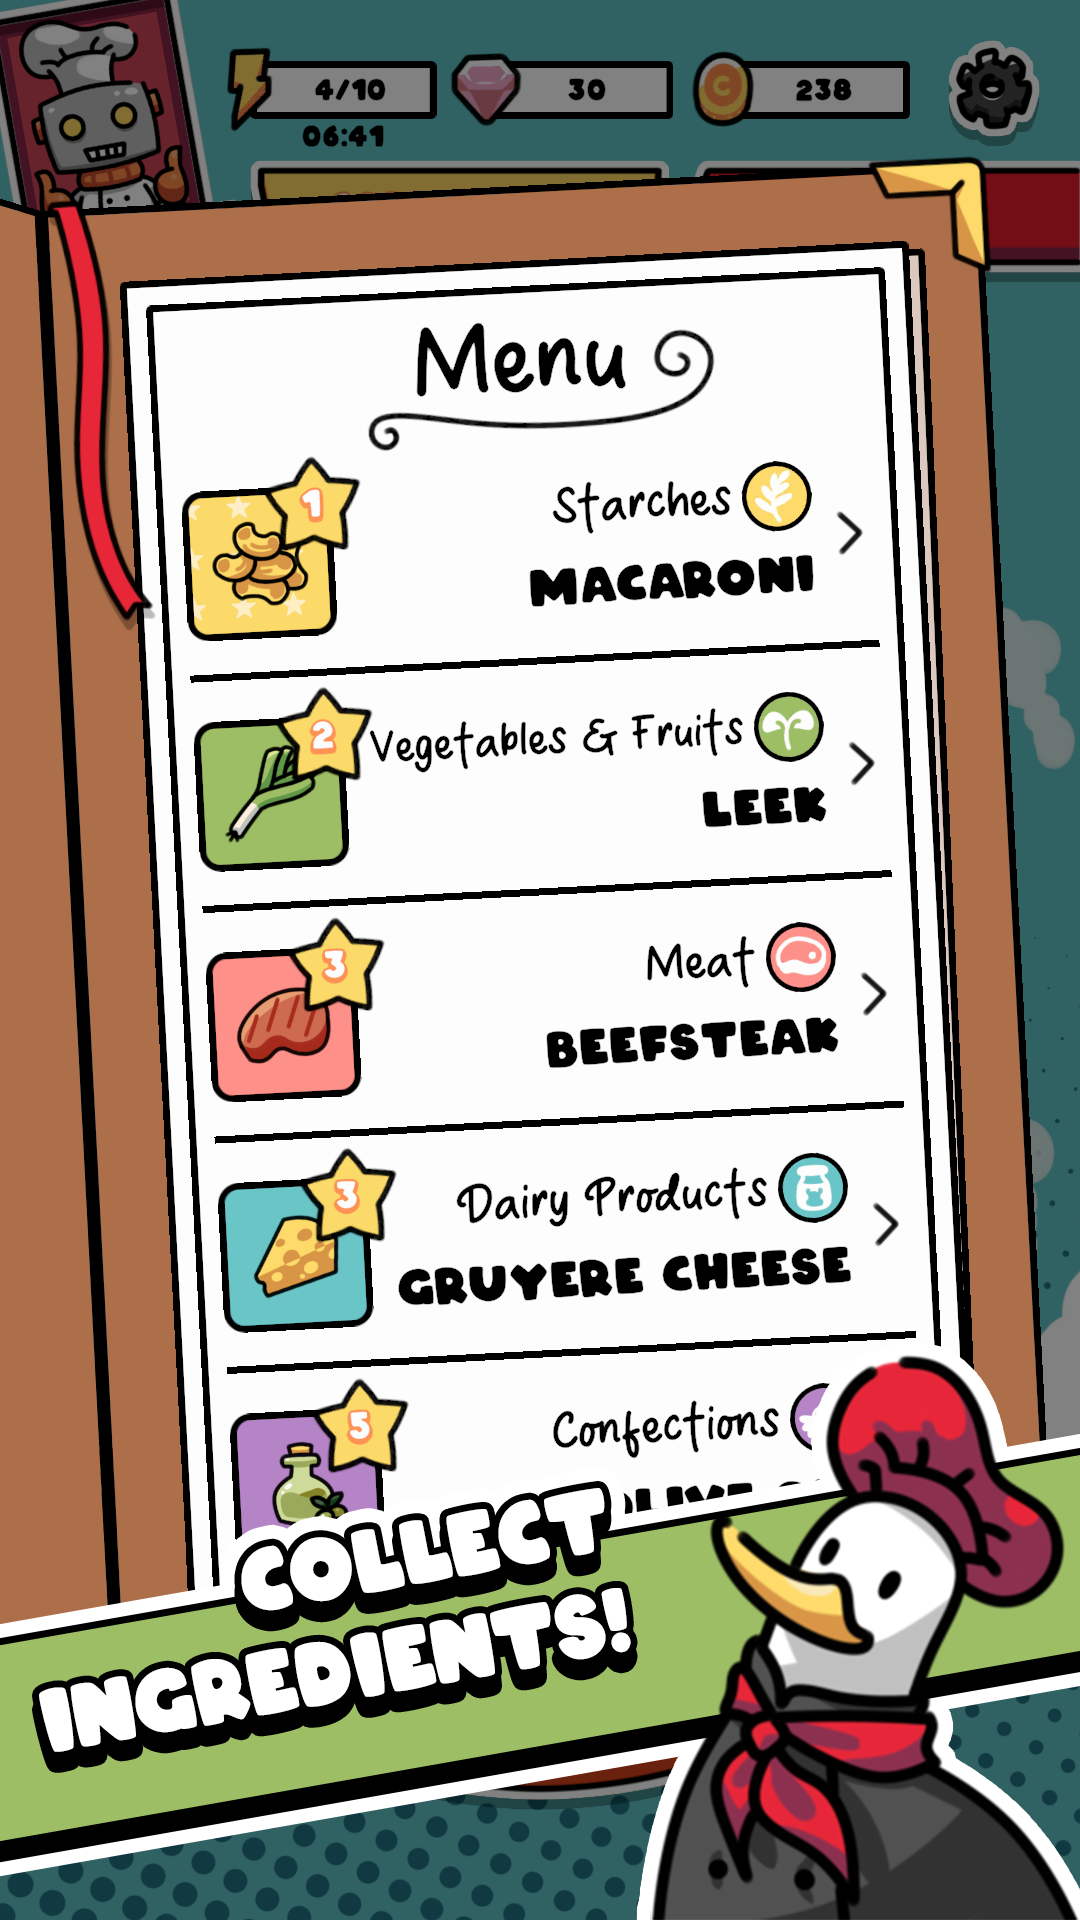 4/10
30
C
238
06:41
Menu
1
Starches
MACARONI
2
Vegetables & Fruits
LEEK
3
Meat
BEEFSTEAK
3
Dairy Products
GRUYERE CHEESE
5
Confections
COLLECT
INGREDIENTS!